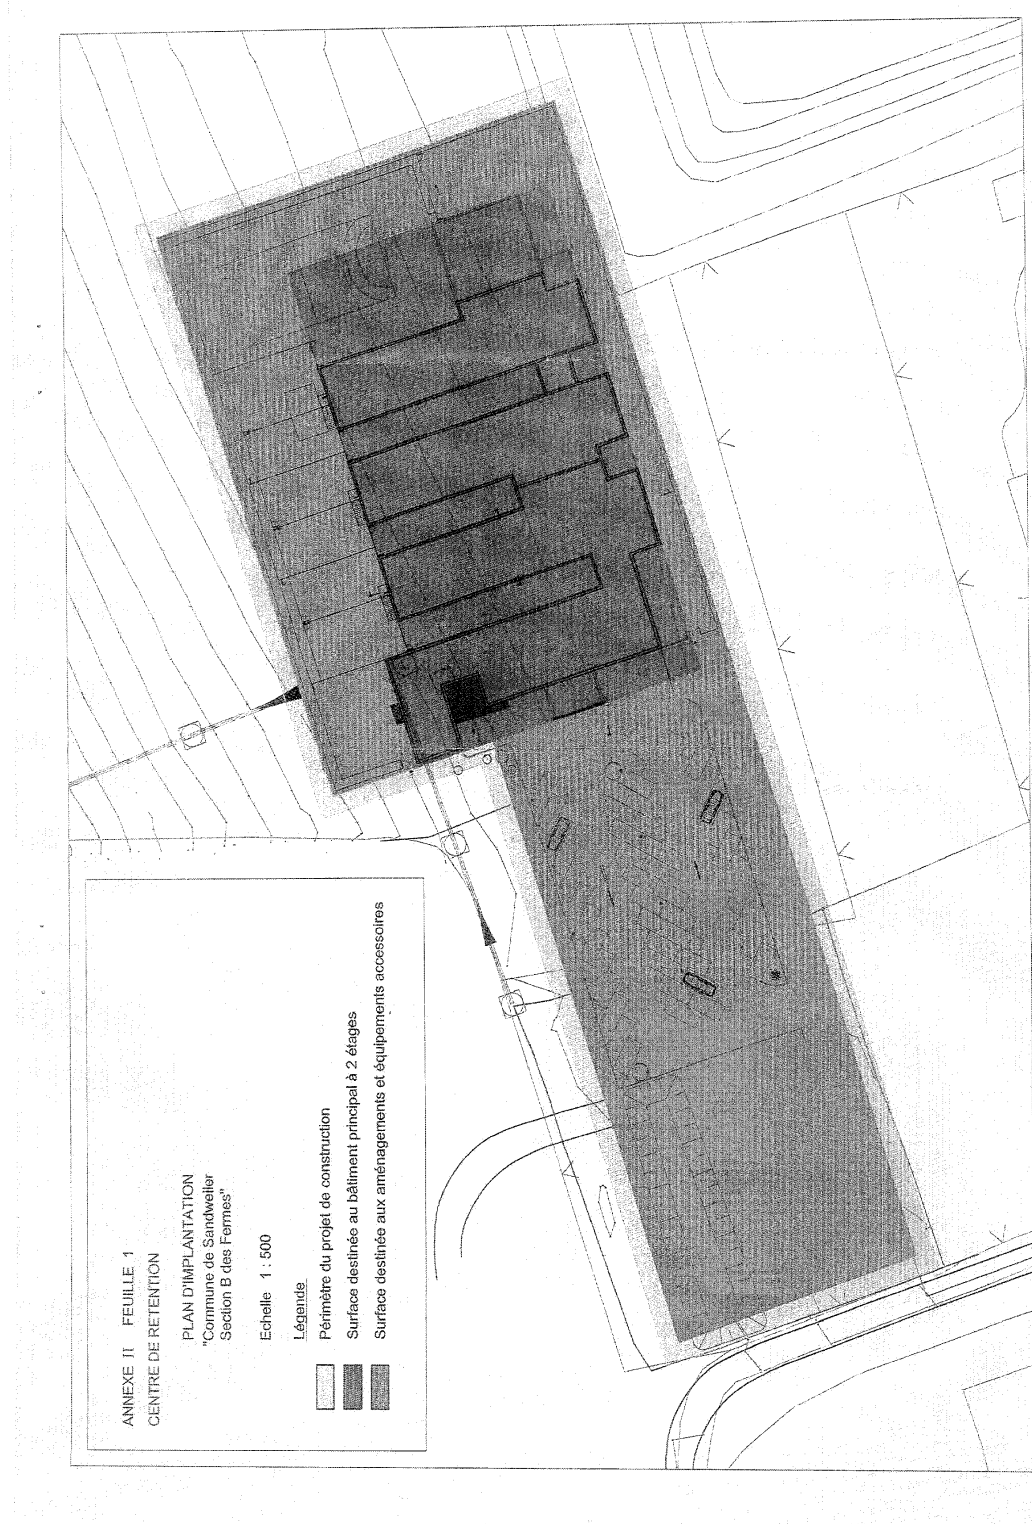 ANNEXE II FEUILLE 1
CENTRE DE RETENTION
PLAN D'IMPLANTATION
"Commune de Sandweiler
Section B des Fermes"
Echelle 1 : 500
Légende
Périmètre du projet de construction
Surface destinée au bâtiment principal à 2 étages
Surface destinée aux aménagements et équipements accessoires